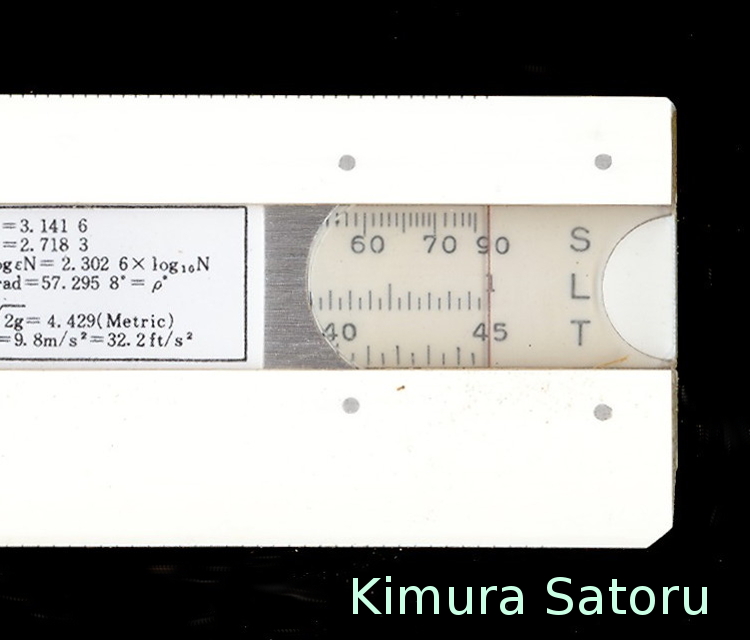 =3.141 6
=2.718 3
ogεN=2.302 6×log₁₀N
rad=57.295 8°=ρ°
√2g=4.429(Metric)
=9.8m/s²=32.2ft/s²
60 70 90
1
40 45
S
L
T
Kimura Satoru